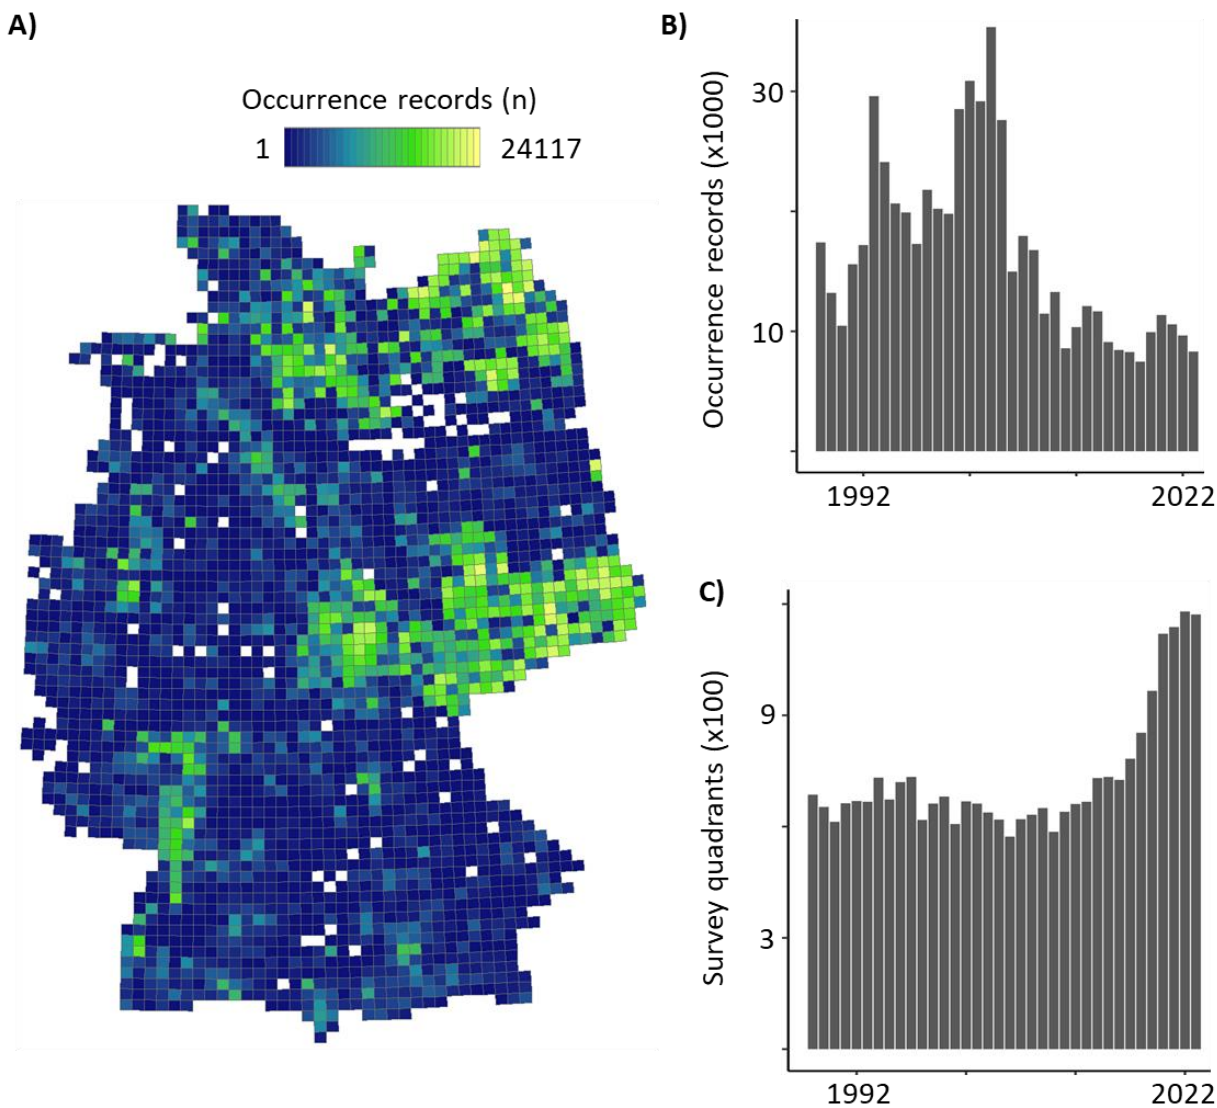 A)
Occurrence records (n)
1 24117
B)
Occurrence records (x1000)
30
10
1992 2022
C)
Survey quadrants (x100)
9
3
1992 2022